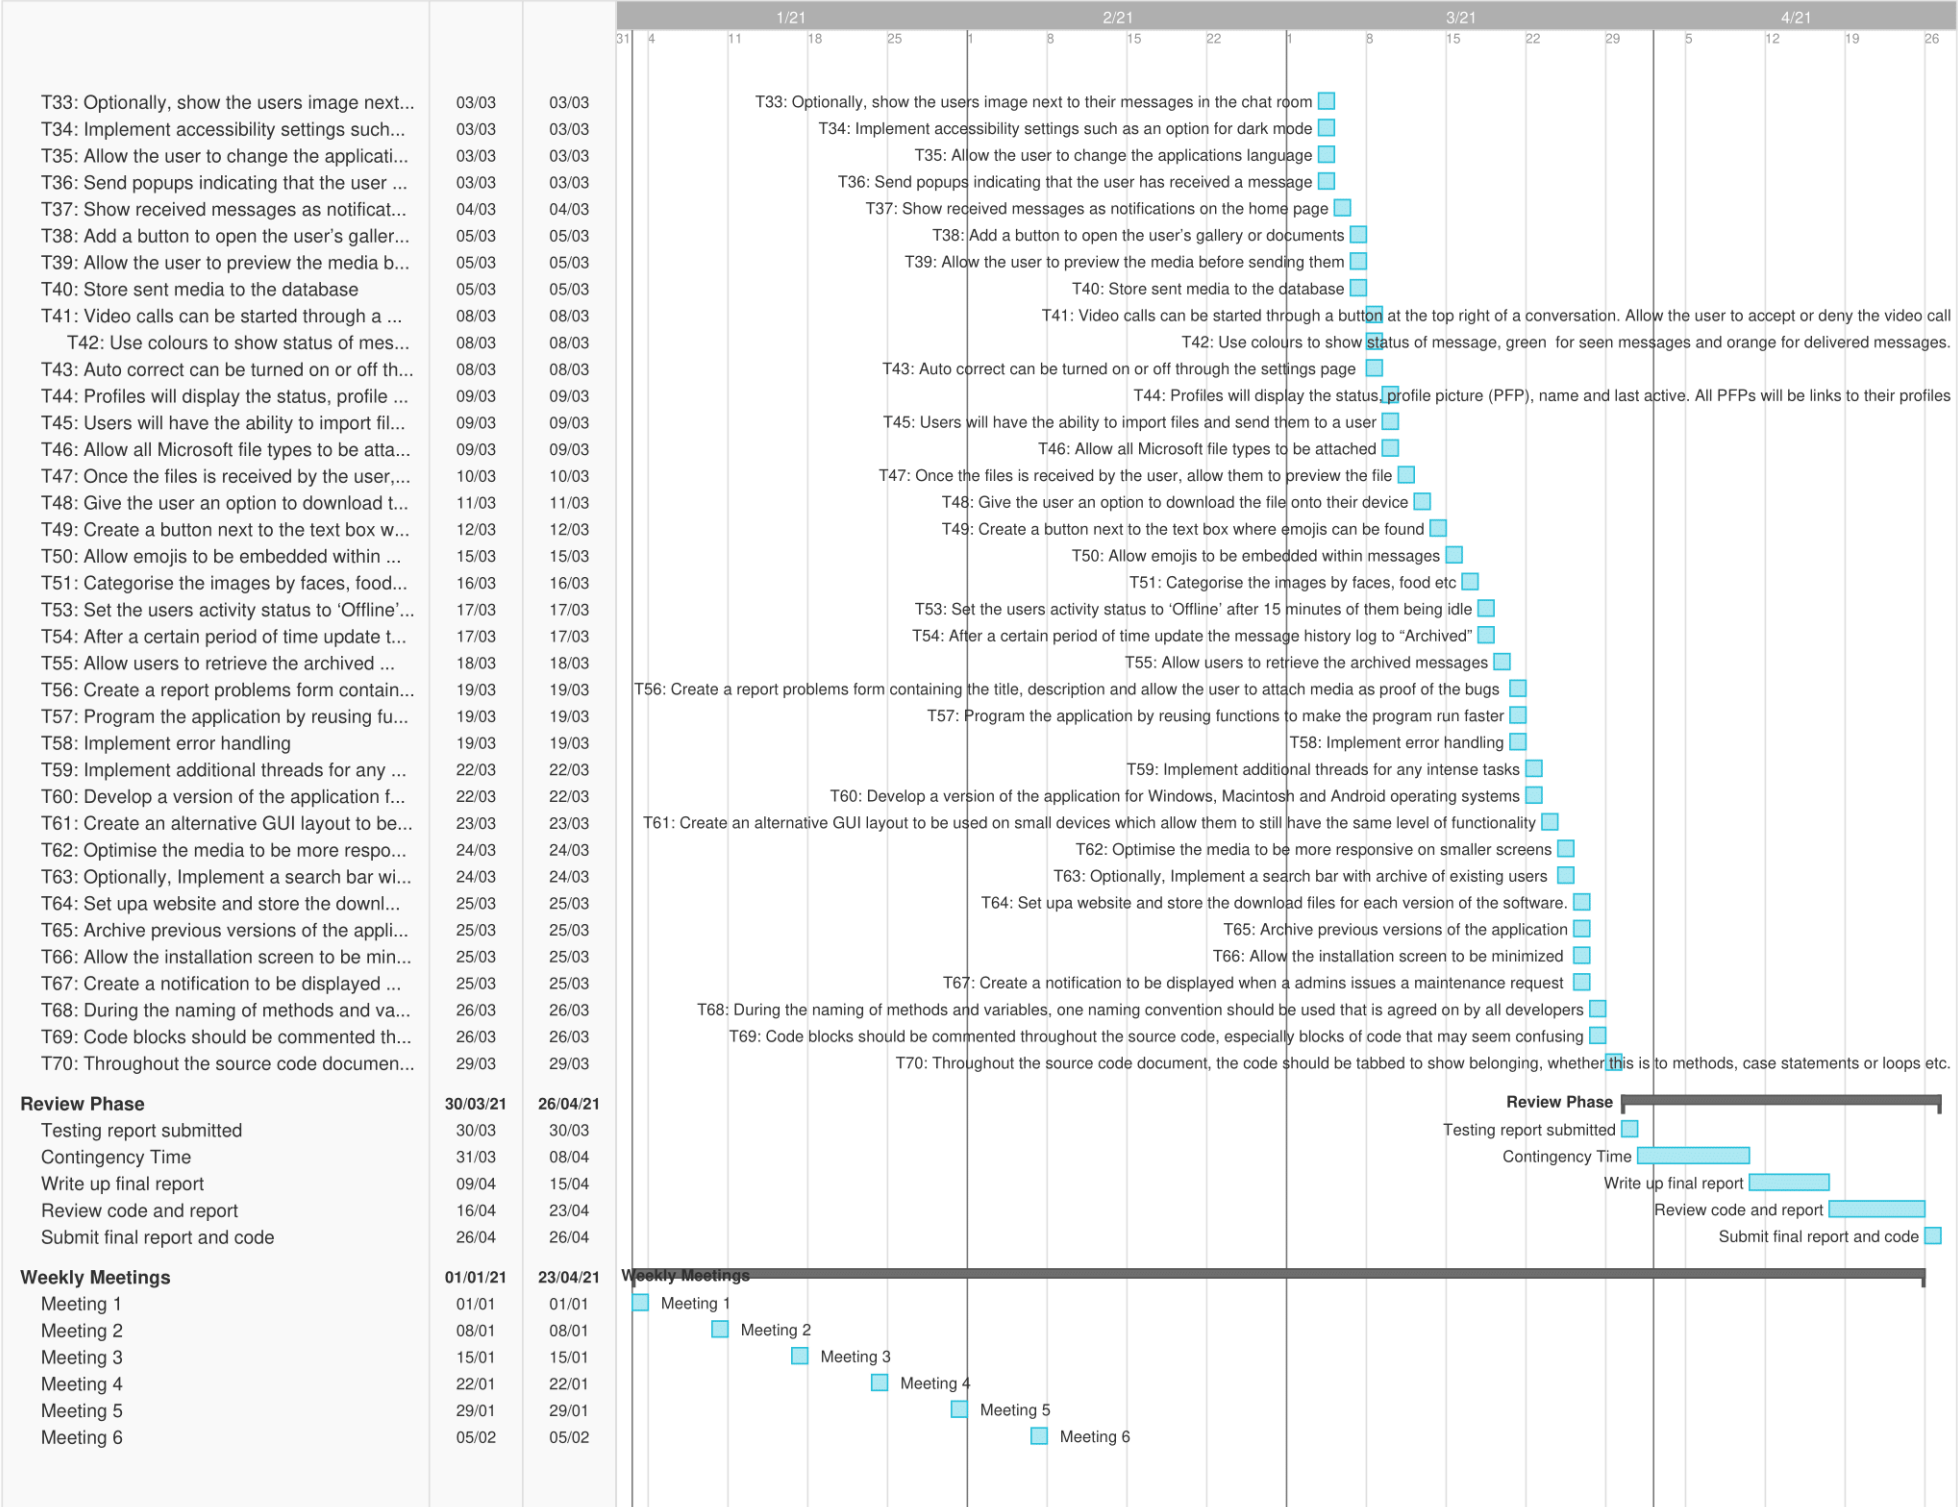 1/21 2/21 3/21 4/21
31 4 11 18 25 1 8 15 22 1 8 15 22 29 5 12 19 26
T33: Optionally, show the users image next... 03/03 03/03 T33: Optionally, show the users image next to their messages in the chat room
T34: Implement accessibility settings such... 03/03 03/03 T34: Implement accessibility settings such as an option for dark mode
T35: Allow the user to change the applicati... 03/03 03/03 T35: Allow the user to change the applications language
T36: Send popups indicating that the user ... 03/03 03/03 T36: Send popups indicating that the user has received a message
T37: Show received messages as notificat... 04/03 04/03 T37: Show received messages as notifications on the home page
T38: Add a button to open the user’s galler... 05/03 05/03 T38: Add a button to open the user’s gallery or documents
T39: Allow the user to preview the media b... 05/03 05/03 T39: Allow the user to preview the media before sending them
T40: Store sent media to the database 05/03 05/03 T40: Store sent media to the database
T41: Video calls can be started through a ... 08/03 08/03 T41: Video calls can be started through a button at the top right of a conversation. Allow the user to accept or deny the video call
T42: Use colours to show status of mes... 08/03 08/03 T42: Use colours to show status of message, green for seen messages and orange for delivered messages.
T43: Auto correct can be turned on or off th... 08/03 08/03 T43: Auto correct can be turned on or off through the settings page
T44: Profiles will display the status, profile ... 09/03 09/03 T44: Profiles will display the status, profile picture (PFP), name and last active. All PFPs will be links to their profiles
T45: Users will have the ability to import fil... 09/03 09/03 T45: Users will have the ability to import files and send them to a user
T46: Allow all Microsoft file types to be atta... 09/03 09/03 T46: Allow all Microsoft file types to be attached
T47: Once the files is received by the user,... 10/03 10/03 T47: Once the files is received by the user, allow them to preview the file
T48: Give the user an option to download t... 11/03 11/03 T48: Give the user an option to download the file onto their device
T49: Create a button next to the text box w... 12/03 12/03 T49: Create a button next to the text box where emojis can be found
T50: Allow emojis to be embedded within ... 15/03 15/03 T50: Allow emojis to be embedded within messages
T51: Categorise the images by faces, food... 16/03 16/03 T51: Categorise the images by faces, food etc
T53: Set the users activity status to ‘Offline’... 17/03 17/03 T53: Set the users activity status to ‘Offline’ after 15 minutes of them being idle
T54: After a certain period of time update t... 17/03 17/03 T54: After a certain period of time update the message history log to “Archived”
T55: Allow users to retrieve the archived ... 18/03 18/03 T55: Allow users to retrieve the archived messages
T56: Create a report problems form contain... 19/03 19/03 T56: Create a report problems form containing the title, description and allow the user to attach media as proof of the bugs
T57: Program the application by reusing fu... 19/03 19/03 T57: Program the application by reusing functions to make the program run faster
T58: Implement error handling 19/03 19/03 T58: Implement error handling
T59: Implement additional threads for any ... 22/03 22/03 T59: Implement additional threads for any intense tasks
T60: Develop a version of the application f... 22/03 22/03 T60: Develop a version of the application for Windows, Macintosh and Android operating systems
T61: Create an alternative GUI layout to be... 23/03 23/03 T61: Create an alternative GUI layout to be used on small devices which allow them to still have the same level of functionality
T62: Optimise the media to be more respo... 24/03 24/03 T62: Optimise the media to be more responsive on smaller screens
T63: Optionally, Implement a search bar wi... 24/03 24/03 T63: Optionally, Implement a search bar with archive of existing users
T64: Set upa website and store the downl... 25/03 25/03 T64: Set upa website and store the download files for each version of the software.
T65: Archive previous versions of the appli... 25/03 25/03 T65: Archive previous versions of the application
T66: Allow the installation screen to be min... 25/03 25/03 T66: Allow the installation screen to be minimized
T67: Create a notification to be displayed ... 25/03 25/03 T67: Create a notification to be displayed when a admins issues a maintenance request
T68: During the naming of methods and va... 26/03 26/03 T68: During the naming of methods and variables, one naming convention should be used that is agreed on by all developers
T69: Code blocks should be commented th... 26/03 26/03 T69: Code blocks should be commented throughout the source code, especially blocks of code that may seem confusing
T70: Throughout the source code documen... 29/03 29/03 T70: Throughout the source code document, the code should be tabbed to show belonging, whether this is to methods, case statements or loops etc.
Review Phase 30/03/21 26/04/21 Review Phase
Testing report submitted 30/03 30/03 Testing report submitted
Contingency Time 31/03 08/04 Contingency Time
Write up final report 09/04 15/04 Write up final report
Review code and report 16/04 23/04 Review code and report
Submit final report and code 26/04 26/04 Submit final report and code
Weekly Meetings 01/01/21 23/04/21 Weekly Meetings
Meeting 1 01/01 01/01 Meeting 1
Meeting 2 08/01 08/01 Meeting 2
Meeting 3 15/01 15/01 Meeting 3
Meeting 4 22/01 22/01 Meeting 4
Meeting 5 29/01 29/01 Meeting 5
Meeting 6 05/02 05/02 Meeting 6